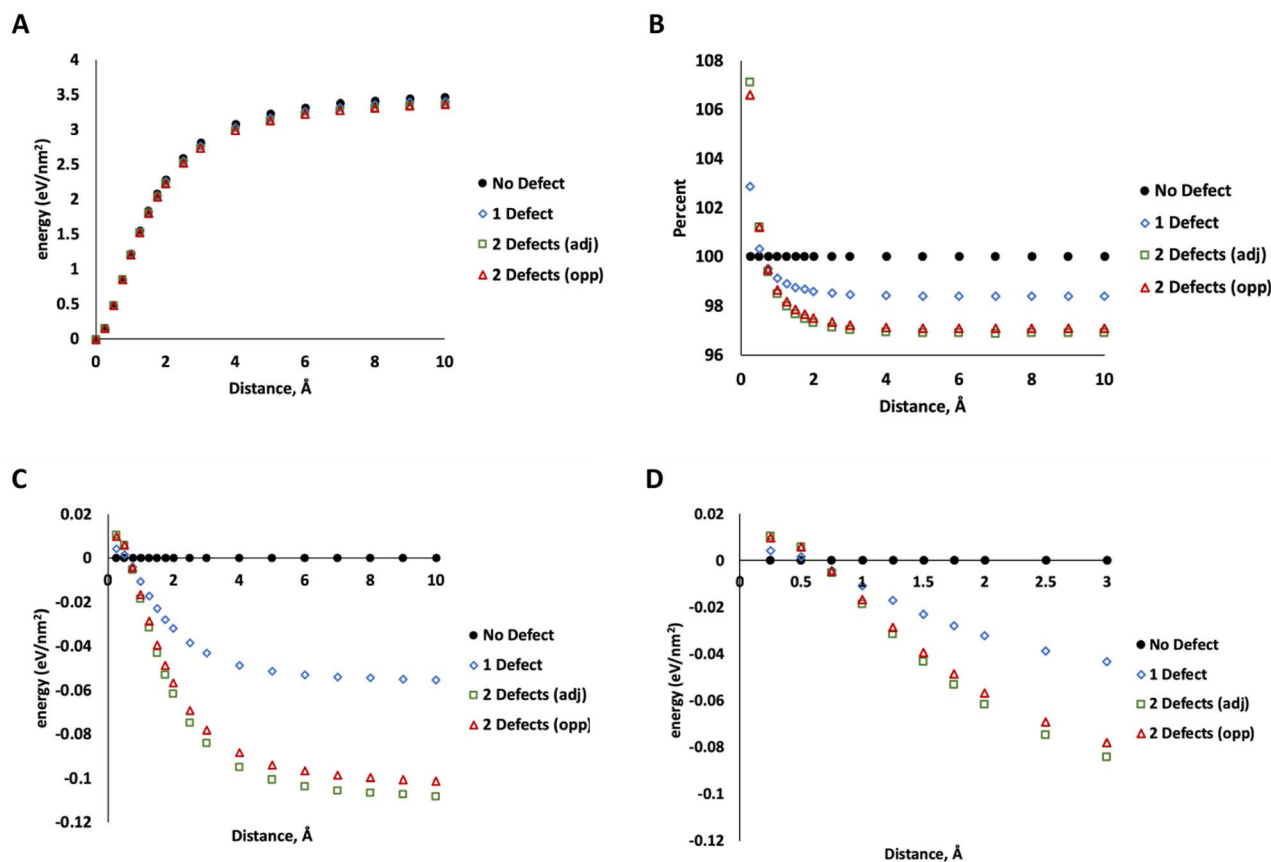 A
energy (eV/nm²)
4
3.5
3
2.5
2
1.5
1
0.5
0
0 2 4 6 8 10
Distance, Å
No Defect
1 Defect
2 Defects (adj)
2 Defects (opp)
B
Percent
108
106
104
102
100
98
96
0 2 4 6 8 10
Distance, Å
No Defect
1 Defect
2 Defects (adj)
2 Defects (opp)
C
energy (eV/nm²)
0.02
0
-0.02
-0.04
-0.06
-0.08
-0.1
-0.12
0 2 4 6 8 10
Distance, Å
No Defect
1 Defect
2 Defects (adj)
2 Defects (opp)
D
energy (eV/nm²)
0.02
0
-0.02
-0.04
-0.06
-0.08
-0.1
-0.12
0 0.5 1 1.5 2 2.5 3
Distance, Å
No Defect
1 Defect
2 Defects (adj)
2 Defects (opp)